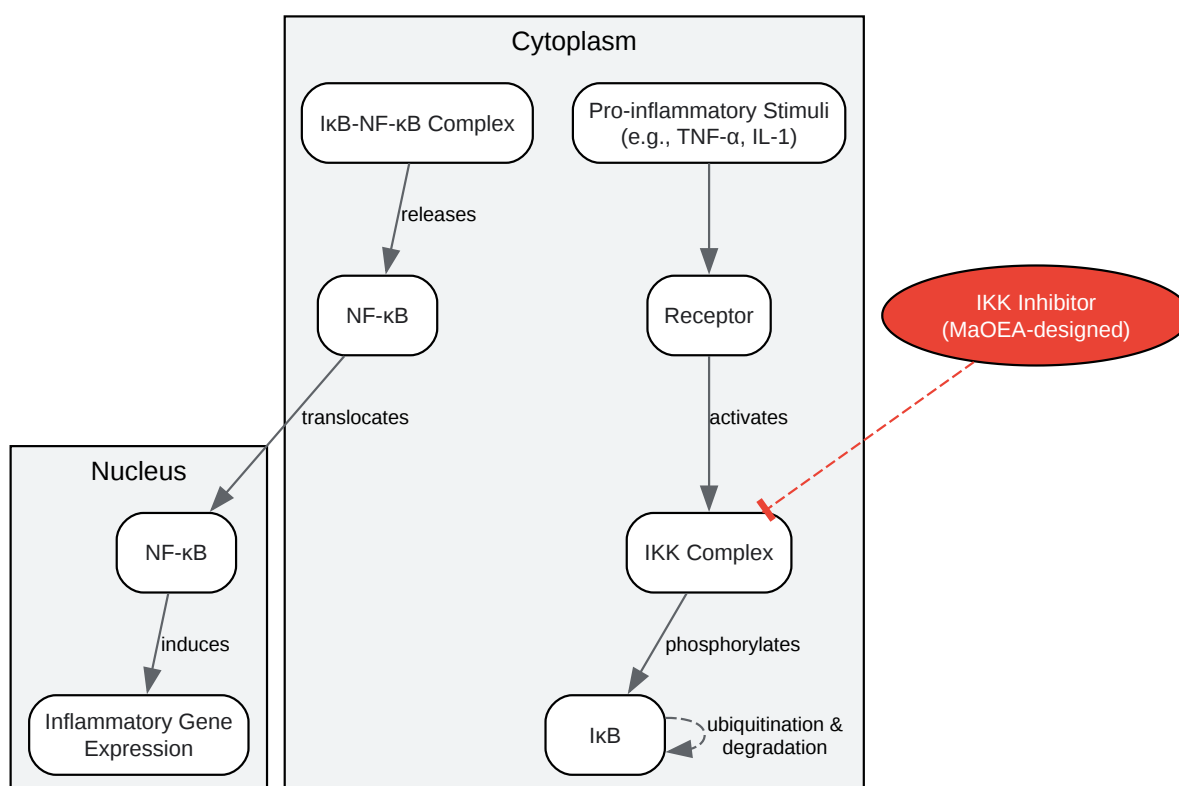 Cytoplasm
IκB-NF-κB Complex
Pro-inflammatory Stimuli
(e.g., TNF-α, IL-1)
releases
NF-κB
Receptor
IKK Inhibitor
(MaOEA-designed)
translocates
activates
Nucleus
NF-κB
IKK Complex
induces
phosphorylates
Inflammatory Gene
Expression
IκB
ubiquitination &
degradation